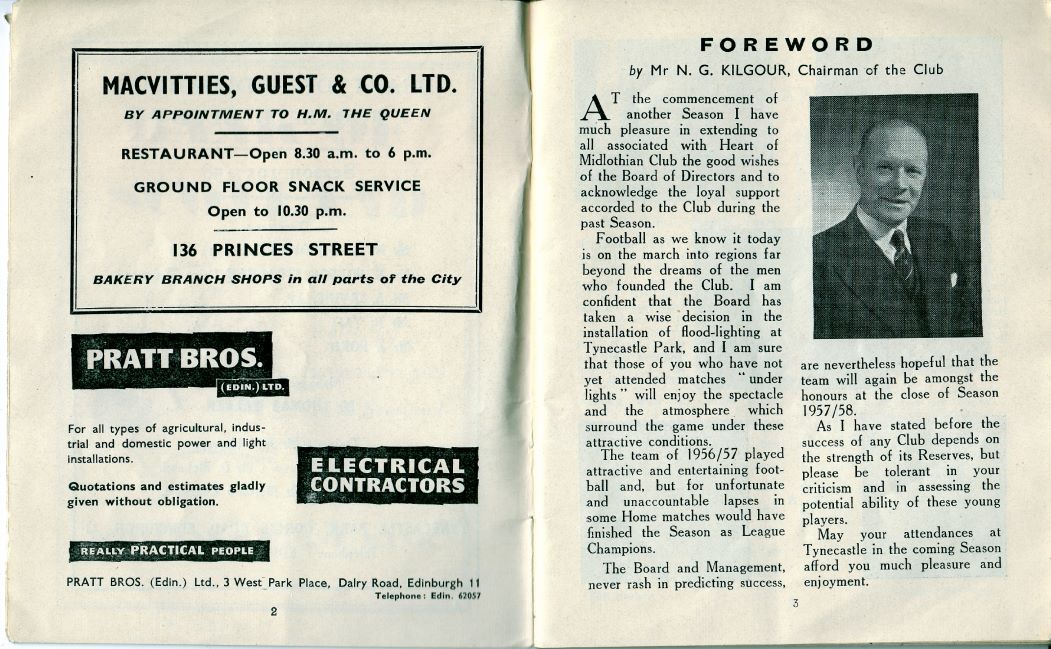 MACVITTIES, GUEST & CO. LTD.
BY APPOINTMENT TO H.M. THE QUEEN
RESTAURANT—Open 8.30 a.m. to 6 p.m.
GROUND FLOOR SNACK SERVICE
Open to 10.30 p.m.
136 PRINCES STREET
BAKERY BRANCH SHOPS in all parts of the City
PRATT BROS.
(EDIN.) LTD.
For all types of agricultural, indus-
trial and domestic power and light
installations.
Quotations and estimates gladly
given without obligation.
ELECTRICAL
CONTRACTORS
REALLY PRACTICAL PEOPLE
PRATT BROS. (Edin.) Ltd., 3 West Park Place, Dalry Road, Edinburgh 11
Telephone: Edin. 62057
2
FOREWORD
by Mr N. G. KILGOUR, Chairman of the Club
AT the commencement of
another Season I have
much pleasure in extending to
all associated with Heart of
Midlothian Club the good wishes
of the Board of Directors and to
acknowledge the loyal support
accorded to the Club during the
past Season.
Football as we know it today
is on the march into regions far
beyond the dreams of the men
who founded the Club. I am
confident that the Board has
taken a wise decision in the
installation of flood-lighting at
Tynecastle Park, and I am sure
that those of you who have not
yet attended matches "under
lights" will enjoy the spectacle
and the atmosphere which
surround the game under these
attractive conditions.
The team of 1956/57 played
attractive and entertaining foot-
ball and, but for unfortunate
and unaccountable lapses in
some Home matches would have
finished the Season as League
Champions.
The Board and Management,
never rash in predicting success,
are nevertheless hopeful that the
team will again be amongst the
honours at the close of Season
1957/58.
As I have stated before the
success of any Club depends on
the strength of its Reserves, but
please be tolerant in your
criticism and in assessing the
potential ability of these young
players.
May your attendances at
Tynecastle in the coming Season
afford you much pleasure and
enjoyment.
3